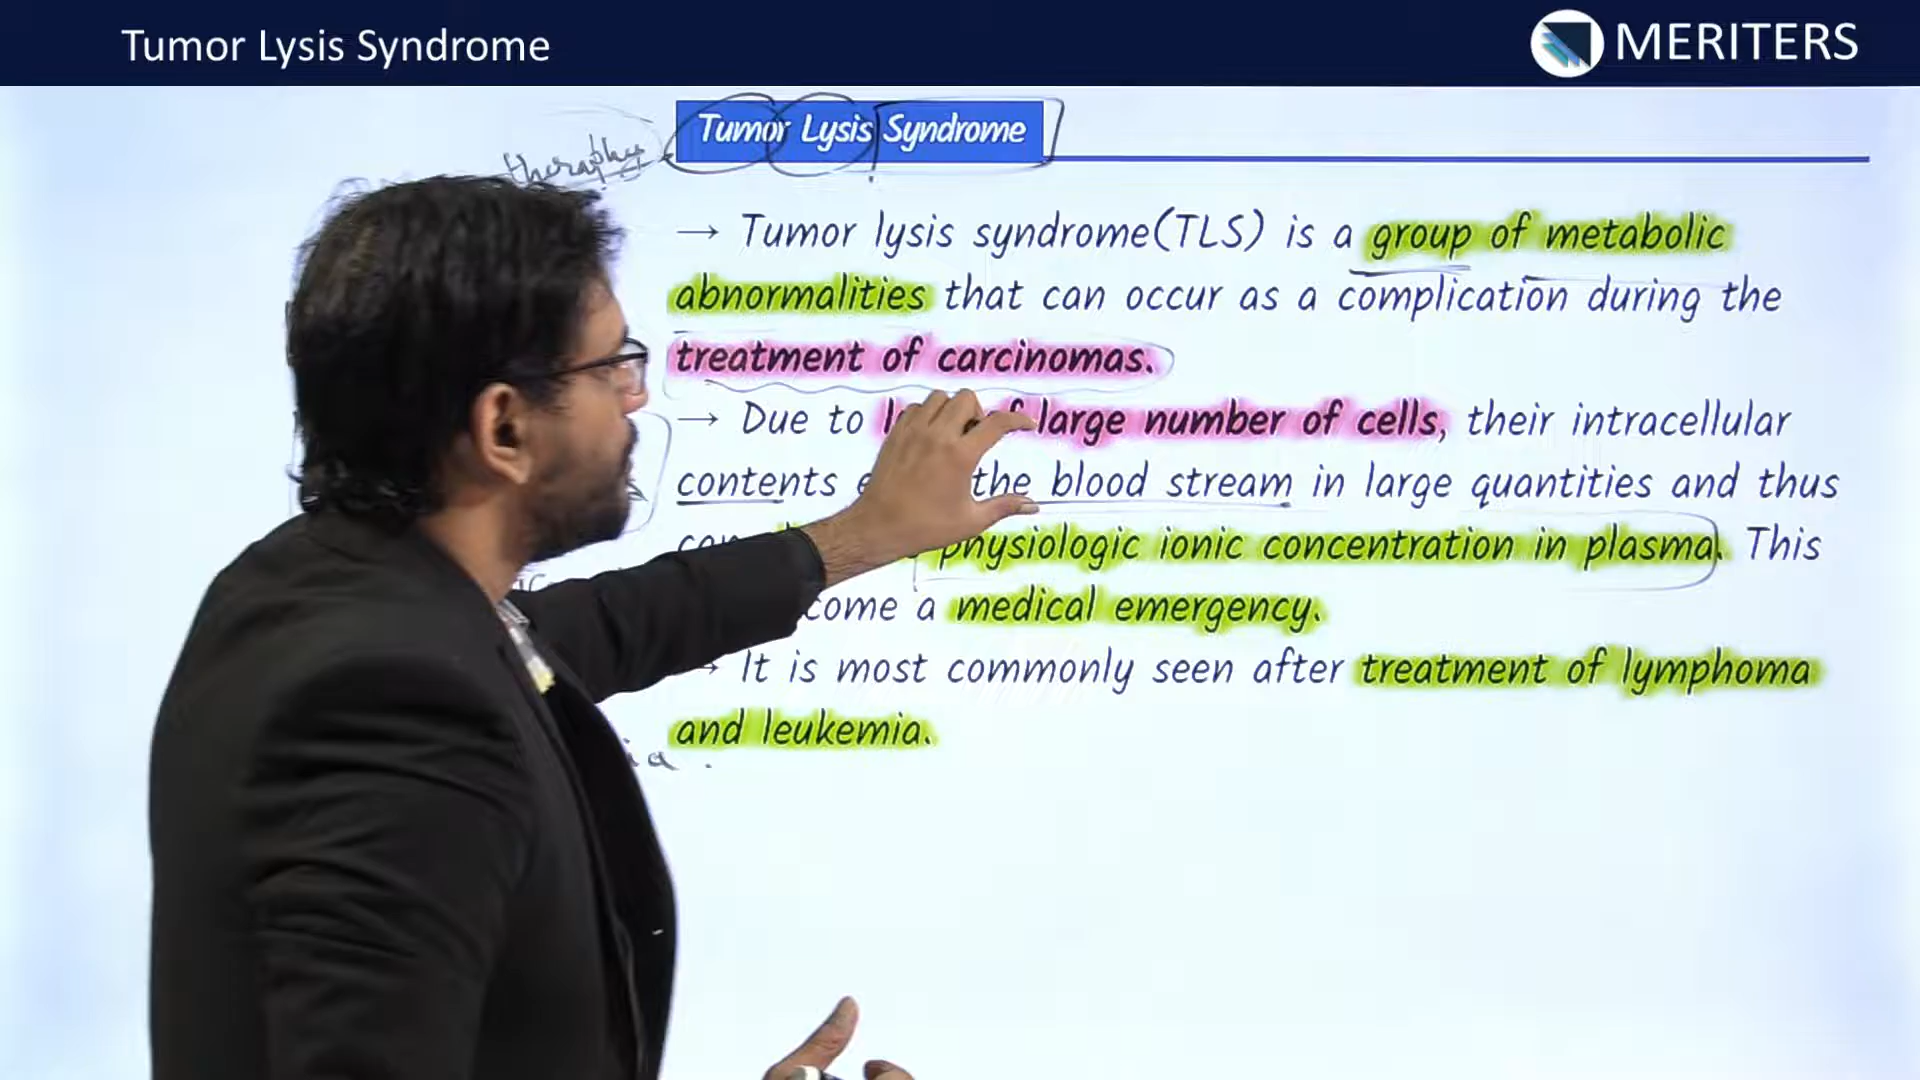 Tumor Lysis Syndrome
MERITERS
Tumor Lysis Syndrome
theraphy
→ Tumor lysis syndrome(TLS) is a group of metabolic
abnormalities that can occur as a complication during the
treatment of carcinomas.
→ Due to large number of cells, their intracellular
contents the blood stream in large quantities and thus
physiologic ionic concentration in plasma. This
come a medical emergency.
→ It is most commonly seen after treatment of lymphoma
and leukemia.